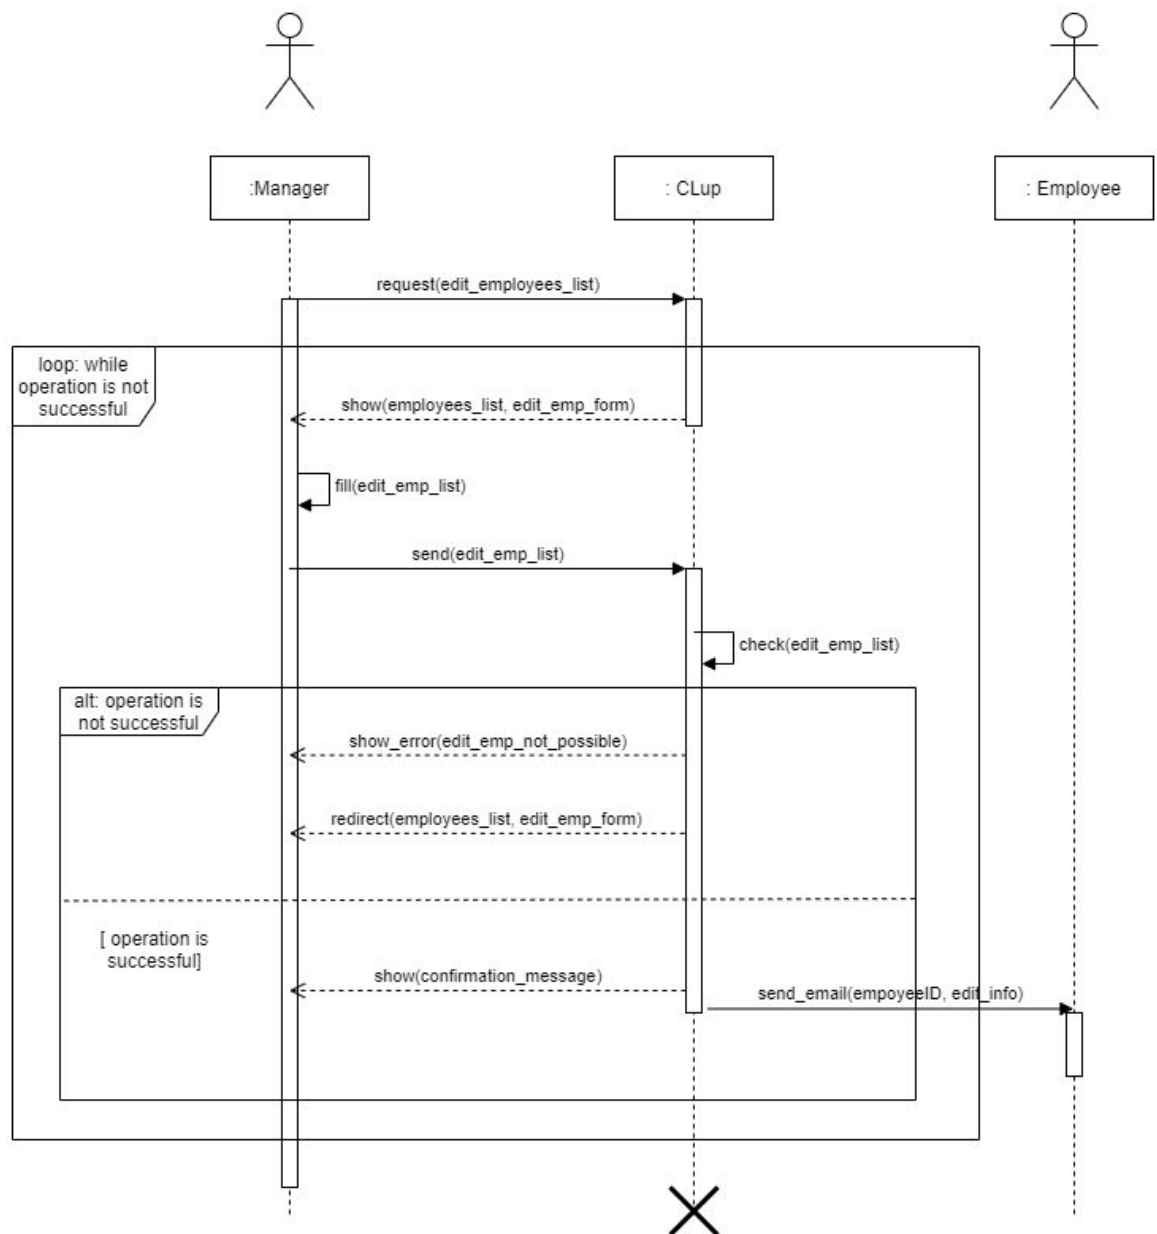 :Manager
: CLup
: Employee
request(edit_employees_list)
loop: while
operation is not
successful
show(employees_list, edit_emp_form)
fill(edit_emp_list)
send(edit_emp_list)
check(edit_emp_list)
alt: operation is
not successful
show_error(edit_emp_not_possible)
redirect(employees_list, edit_emp_form)
[ operation is
successful]
show(confirmation_message)
send_email(empoyeeID, edit_info)